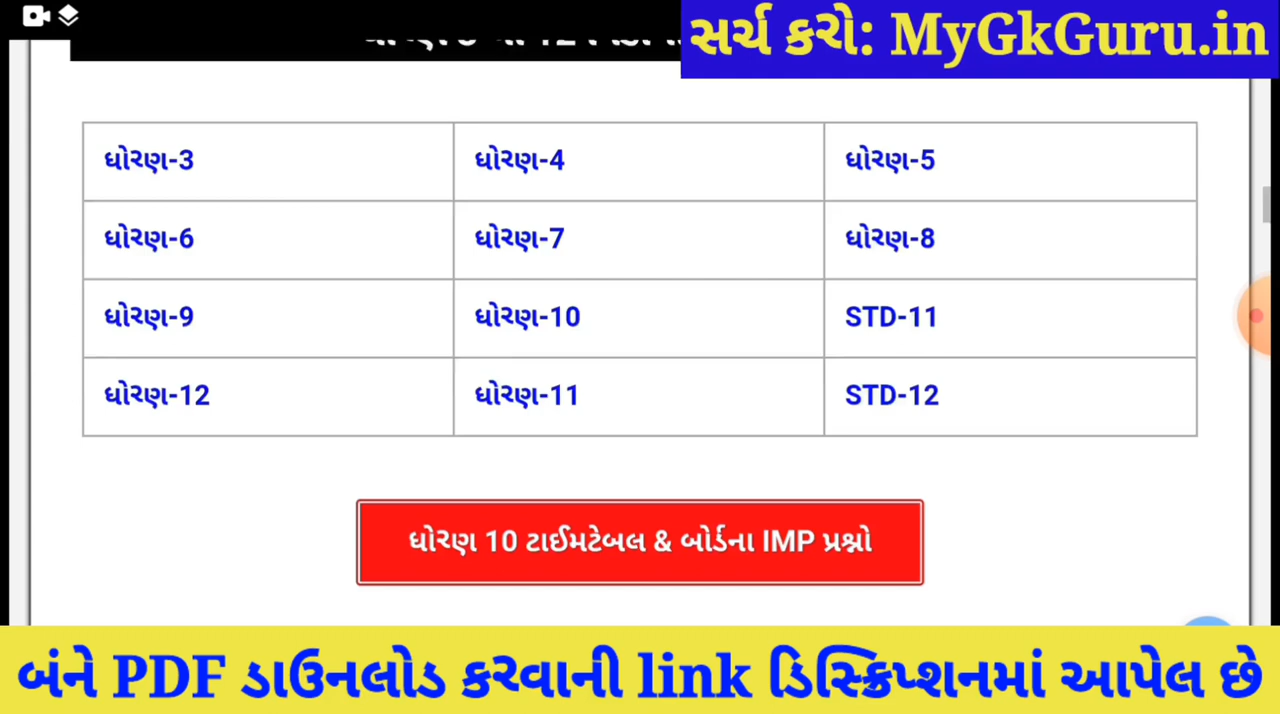 સર્ચ કરો: MyGkGuru.in
ધોરણ-3 ધોરણ-4 ધોરણ-5
ધોરણ-6 ધોરણ-7 ધોરણ-8
ધોરણ-9 ધોરણ-10 STD-11
ધોરણ-12 ધોરણ-11 STD-12
ધોરણ 10 ટાઈમટેબલ & બોર્ડના IMP પ્રશ્નો
બંને PDF ડાઉનલોડ કરવાની link ડિસ્ક્રિપ્શનમાં આપેલ છે